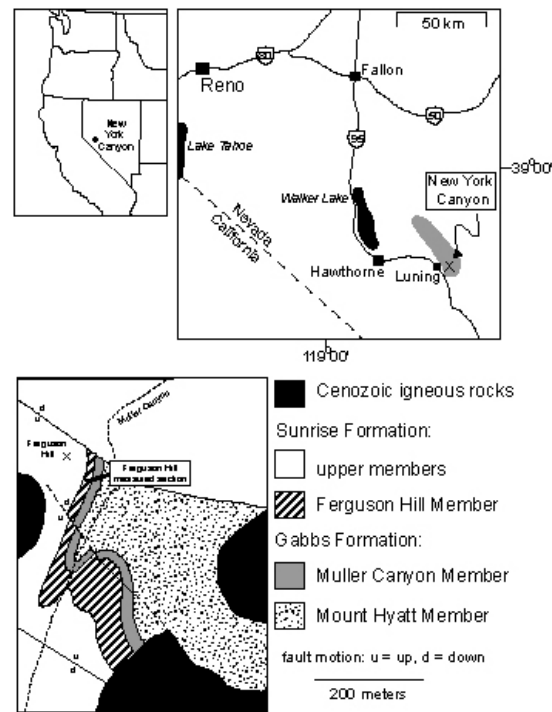 New
York
Canyon
50 km
80
Reno
Fallon
50
95
Lake Tahoe
39°00'
New York
Canyon
Walker Lake
Nevada
California
Hawthorne
Luning
119°00'
Muller Canyon
d
u
Ferguson
Hill
Ferguson Hill
measured section
d
u
u
d
Cenozoic igneous rocks
Sunrise Formation:
upper members
Ferguson Hill Member
Gabbs Formation:
Muller Canyon Member
Mount Hyatt Member
fault motion: u = up, d = down
200 meters